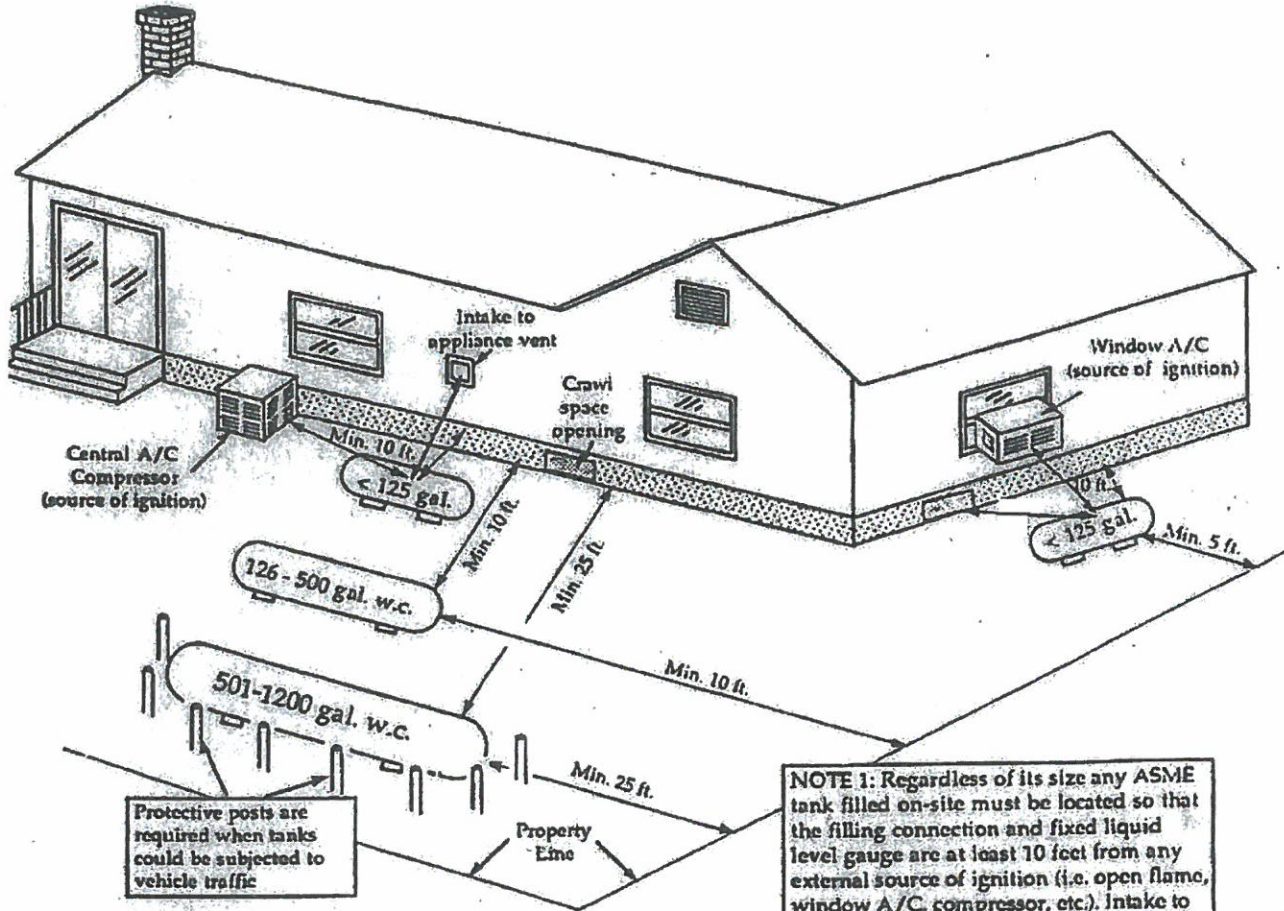 Intake to
appliance vent
Window A/C
(source of ignition)
Crawl
space
opening
Central A/C
Compressor
(source of ignition)
Min. 10 ft.
< 125 gal.
10 ft.
< 125 gal.
Min. 5 ft.
Min. 10 ft.
Min. 25 ft.
126 - 500 gal. w.c.
Min. 10 ft.
501-1200 gal. w.c.
Min. 25 ft.
Protective posts are
required when tanks
could be subjected to
vehicle traffic
Property
Line
NOTE 1: Regardless of its size any ASME
tank filled on-site must be located so that
the filling connection and fixed liquid
level gauge are at least 10 feet from any
external source of ignition (i.e. open flame,
window A/C, compressor, etc.). Intake to